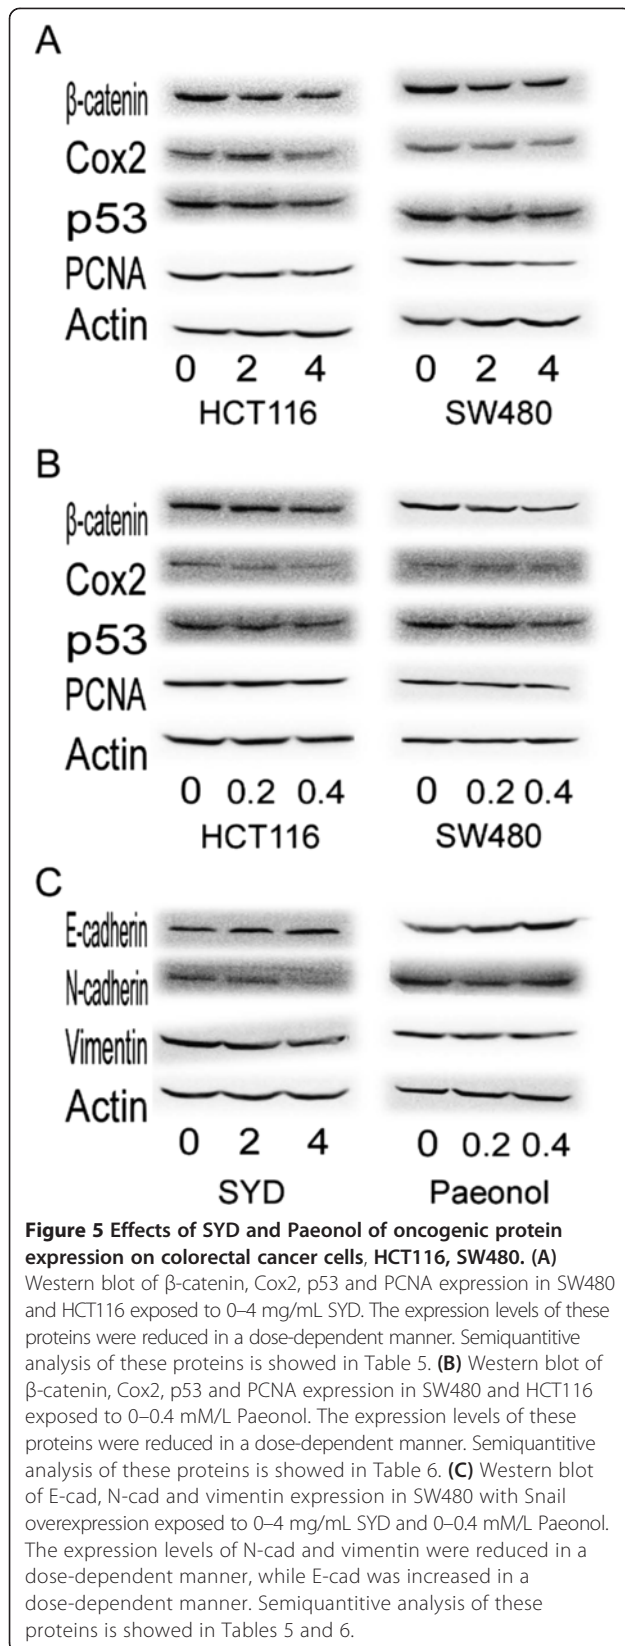 A
β-catenin
Cox2
p53
PCNA
Actin
0 2 4 0 2 4
HCT116 SW480
B
β-catenin
Cox2
p53
PCNA
Actin
0 0.2 0.4 0 0.2 0.4
HCT116 SW480
C
E-cadherin
N-cadherin
Vimentin
Actin
0 2 4 0 0.2 0.4
SYD Paeonol
Figure 5 Effects of SYD and Paeonol of oncogenic protein
expression on colorectal cancer cells, HCT116, SW480. (A)
Western blot of β-catenin, Cox2, p53 and PCNA expression in SW480
and HCT116 exposed to 0–4 mg/mL SYD. The expression levels of these
proteins were reduced in a dose-dependent manner. Semiquantitive
analysis of these proteins is showed in Table 5. (B) Western blot of
β-catenin, Cox2, p53 and PCNA expression in SW480 and HCT116
exposed to 0–0.4 mM/L Paeonol. The expression levels of these
proteins were reduced in a dose-dependent manner. Semiquantitive
analysis of these proteins is showed in Table 6. (C) Western blot
of E-cad, N-cad and vimentin expression in SW480 with Snail
overexpression exposed to 0–4 mg/mL SYD and 0–0.4 mM/L Paeonol.
The expression levels of N-cad and vimentin were reduced in a
dose-dependent manner, while E-cad was increased in a
dose-dependent manner. Semiquantitive analysis of these
proteins is showed in Tables 5 and 6.